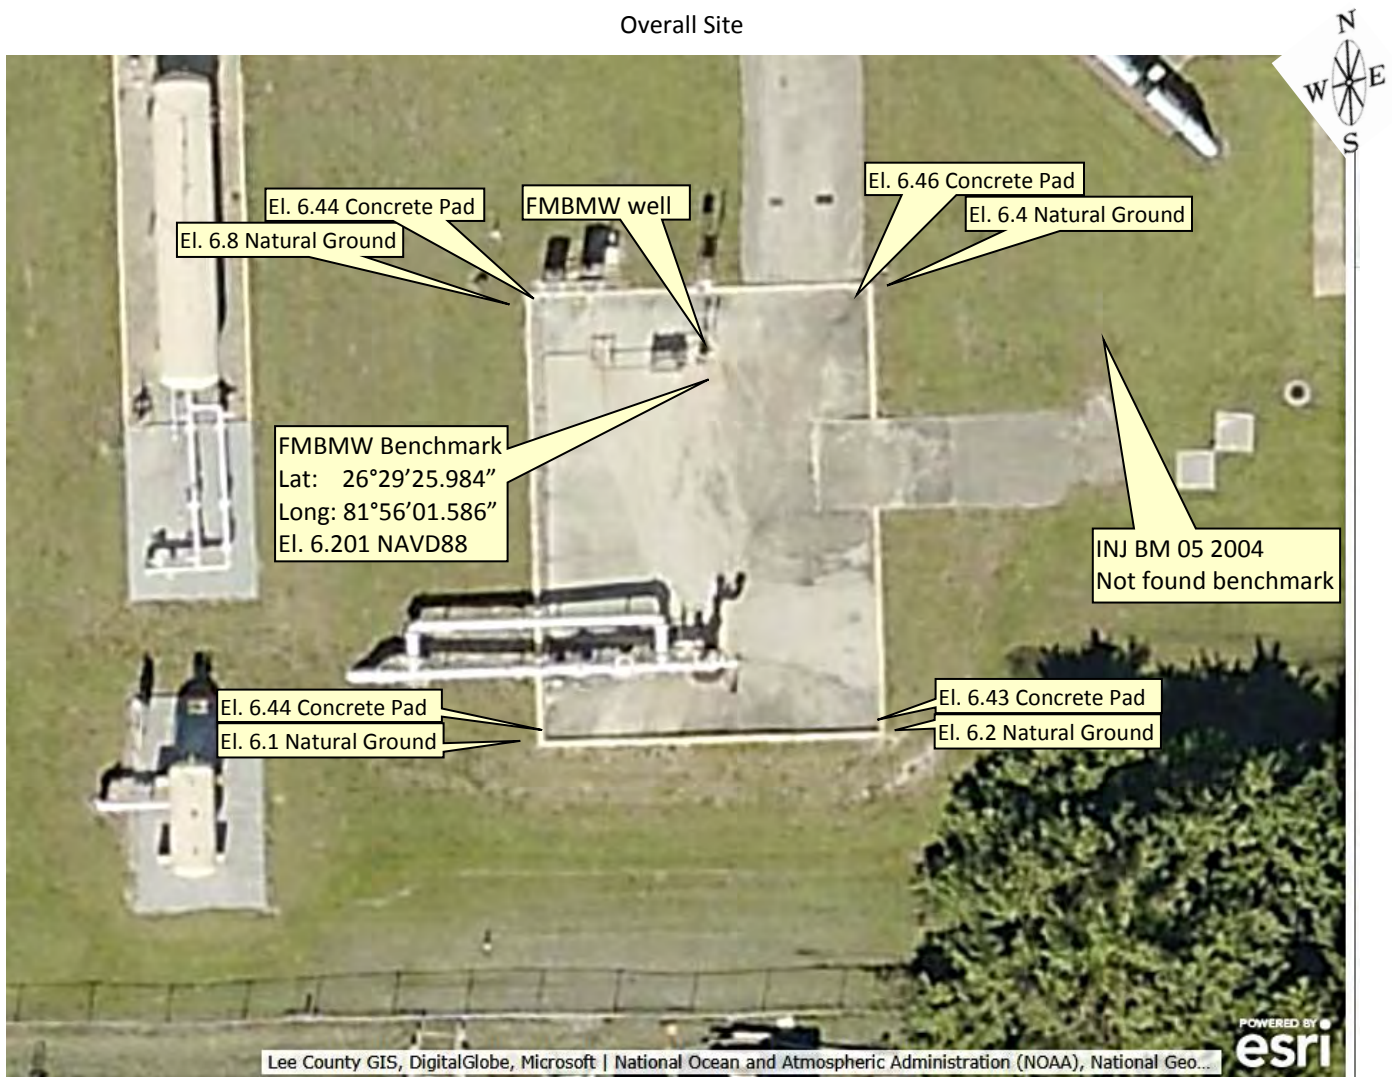 Overall Site
N
W E
S
El. 6.44 Concrete Pad
El. 6.8 Natural Ground
FMBMW well
El. 6.46 Concrete Pad
El. 6.4 Natural Ground
FMBMW Benchmark
Lat: 26°29’25.984”
Long: 81°56’01.586”
El. 6.201 NAVD88
INJ BM 05 2004
Not found benchmark
El. 6.44 Concrete Pad
El. 6.1 Natural Ground
El. 6.43 Concrete Pad
El. 6.2 Natural Ground
POWERED BY
esri
Lee County GIS, DigitalGlobe, Microsoft | National Ocean and Atmospheric Administration (NOAA), National Geo...